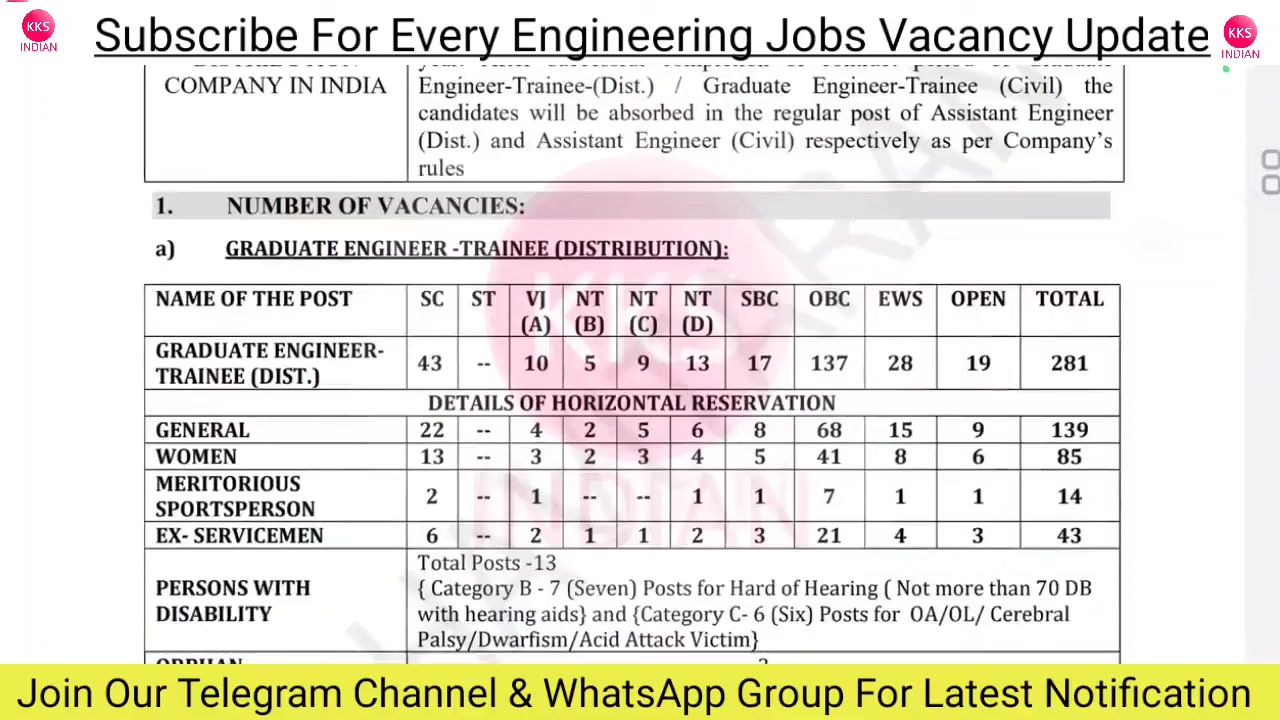 KKS
INDIAN
Subscribe For Every Engineering Jobs Vacancy Update
KKS
INDIAN
DISTRIBUTION
COMPANY IN INDIA
Engineer-Trainee-(Dist.) / Graduate Engineer-Trainee (Civil) the
candidates will be absorbed in the regular post of Assistant Engineer
(Dist.) and Assistant Engineer (Civil) respectively as per Company's
rules
1. NUMBER OF VACANCIES:
a) GRADUATE ENGINEER -TRAINEE (DISTRIBUTION):
NAME OF THE POST SC ST VJ (A) NT (B) NT (C) NT (D) SBC OBC EWS OPEN TOTAL
GRADUATE ENGINEER-
TRAINEE (DIST.) 43 -- 10 5 9 13 17 137 28 19 281
DETAILS OF HORIZONTAL RESERVATION
GENERAL 22 -- 4 2 5 6 8 68 15 9 139
WOMEN 13 -- 3 2 3 4 5 41 8 6 85
MERITORIOUS
SPORTSPERSON 2 -- 1 -- -- 1 1 7 1 1 14
EX- SERVICEMEN 6 -- 2 1 1 2 3 21 4 3 43
PERSONS WITH
DISABILITY
Total Posts -13
{ Category B - 7 (Seven) Posts for Hard of Hearing ( Not more than 70 DB
with hearing aids} and {Category C- 6 (Six) Posts for OA/OL/ Cerebral
Palsy/Dwarfism/Acid Attack Victim}
ORPHAN
KKS
INDIAN
Join Our Telegram Channel & WhatsApp Group For Latest Notification